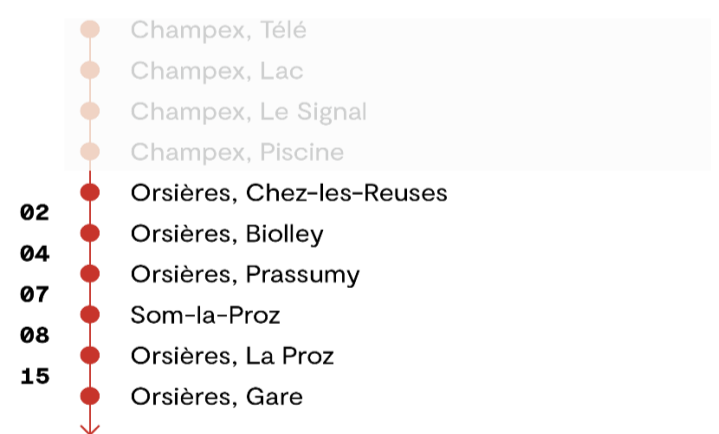 Champex, Télé
Champex, Lac
Champex, Le Signal
Champex, Piscine
Orsières, Chez-les-Reuses
02
Orsières, Biolley
04
Orsières, Prassumy
07
Som-la-Proz
08
Orsières, La Proz
15
Orsières, Gare